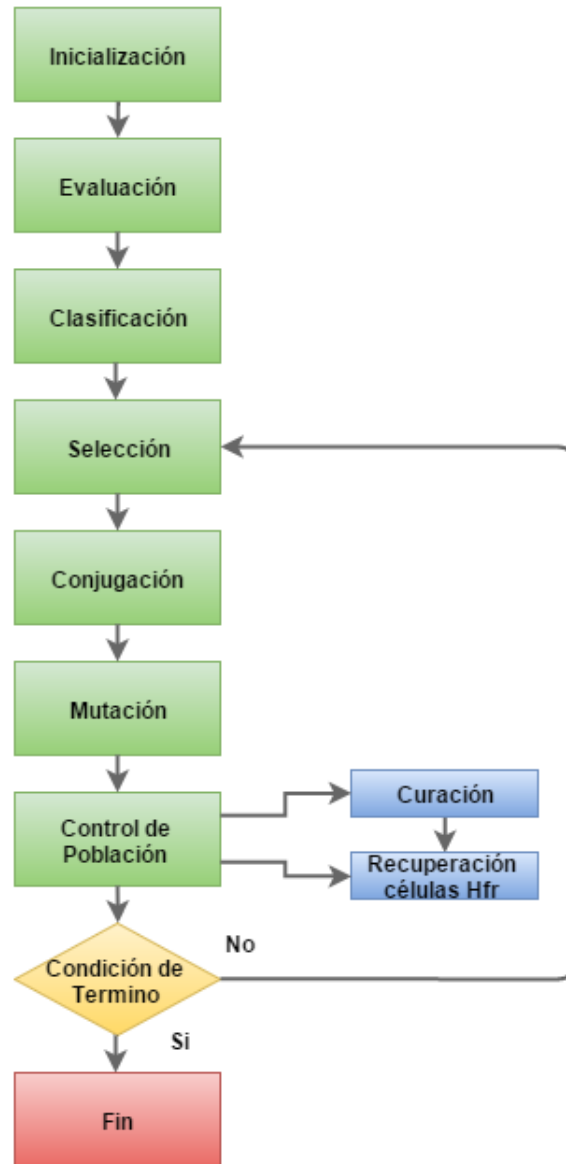 Inicialización
Evaluación
Clasificación
Selección
Conjugación
Mutación
Control de
Población
Curación
Recuperación
células Hfr
Condición de
Termino
No
Si
Fin